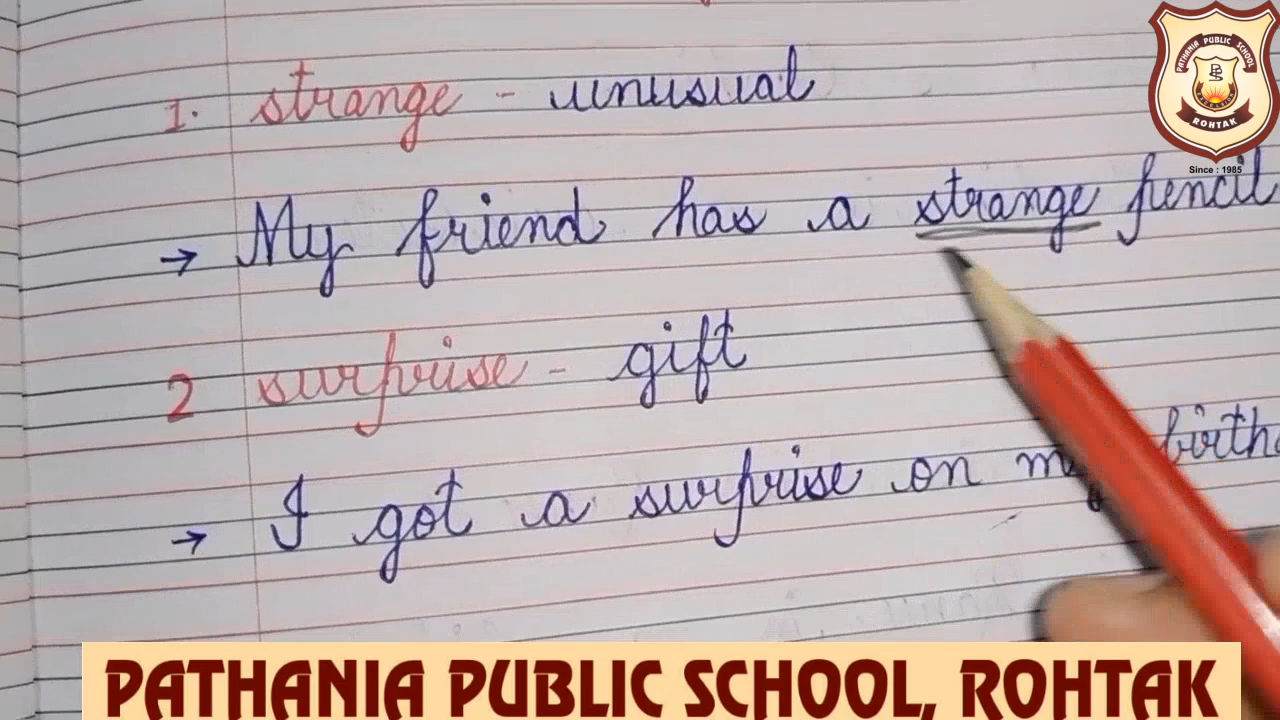 1. strange - unusual
→ My friend has a strange pencil
2 surprise - gift
→ I got a surprise on my birth
PATHANIA PUBLIC SCHOOL
ROHTAK
Since : 1985
PATHANIA PUBLIC SCHOOL, ROHTAK